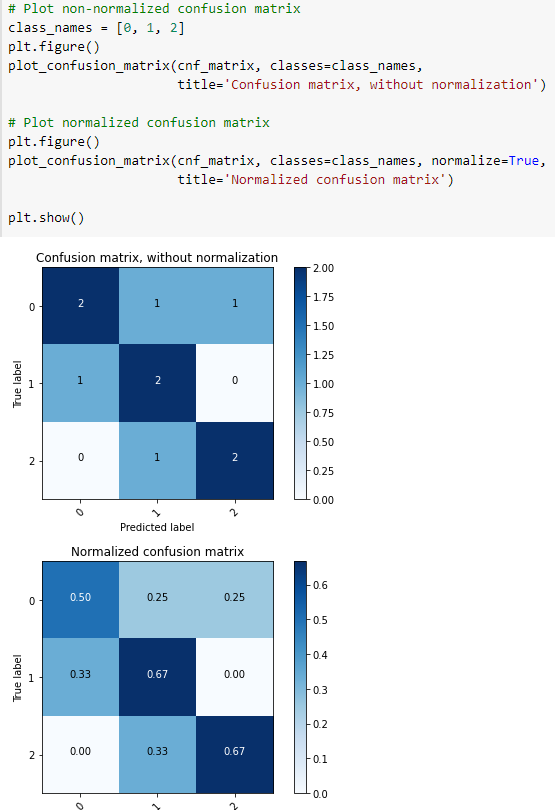 # Plot non-normalized confusion matrix
class_names = [0, 1, 2]
plt.figure()
plot_confusion_matrix(cnf_matrix, classes=class_names,
                      title='Confusion matrix, without normalization')

# Plot normalized confusion matrix
plt.figure()
plot_confusion_matrix(cnf_matrix, classes=class_names, normalize=True,
                      title='Normalized confusion matrix')

plt.show()
Confusion matrix, without normalization
2.00
0 2 1 1
1.75
1.50
1.25
True label
1 1 2 0
1.00
0.75
0.50
2 0 1 2
0.25
0.00
0 1 2
Predicted label
Normalized confusion matrix
0 0.50 0.25 0.25
0.6
0.5
0.4
True label
1 0.33 0.67 0.00
0.3
0.2
2 0.00 0.33 0.67
0.1
0.0
0 1 2